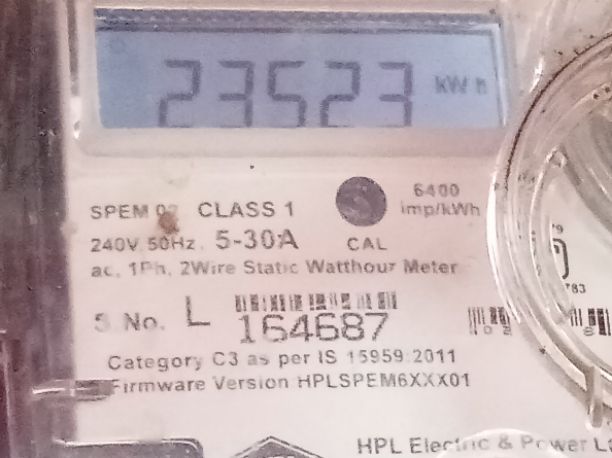 23523 kWh
SPEM CLASS 1
6400
imp/kWh
240V 50Hz. 5-30A CAL
ac, 1Ph, 2Wire Static Watthour Meter
S No. L 164687
Category C3 as per IS 15959:2011
Firmware Version HPLSPEM6XXX01
HPL Electric & Power